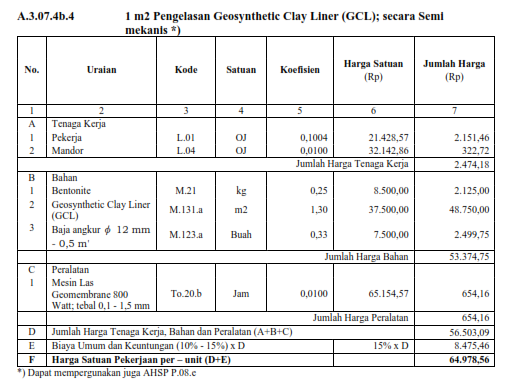 A.3.07.4b.4 1 m2 Pengelasan Geosynthetic Clay Liner (GCL); secara Semi
mekanis *)
No. Uraian Kode Satuan Koefisien Harga Satuan (Rp) Jumlah Harga (Rp)
1 2 3 4 5 6 7
A Tenaga Kerja
1 Pekerja L.01 OJ 0,1004 21.428,57 2.151,46
2 Mandor L.04 OJ 0,0100 32.142,86 322,72
Jumlah Harga Tenaga Kerja 2.474,18
B Bahan
1 Bentonite M.21 kg 0,25 8.500,00 2.125,00
2 Geosynthetic Clay Liner (GCL) M.131.a m2 1,30 37.500,00 48.750,00
3 Baja angkur ϕ 12 mm - 0,5 m' M.123.a Buah 0,33 7.500,00 2.499,75
Jumlah Harga Bahan 53.374,75
C Peralatan
1 Mesin Las Geomembrane 800 Watt; tebal 0,1 - 1,5 mm To.20.b Jam 0,0100 65.154,57 654,16
Jumlah Harga Peralatan 654,16
D Jumlah Harga Tenaga Kerja, Bahan dan Peralatan (A+B+C) 56.503,09
E Biaya Umum dan Keuntungan (10% - 15%) x D 15% x D 8.475,46
F Harga Satuan Pekerjaan per – unit (D+E) 64.978,56
*) Dapat mempergunakan juga AHSP P.08.e